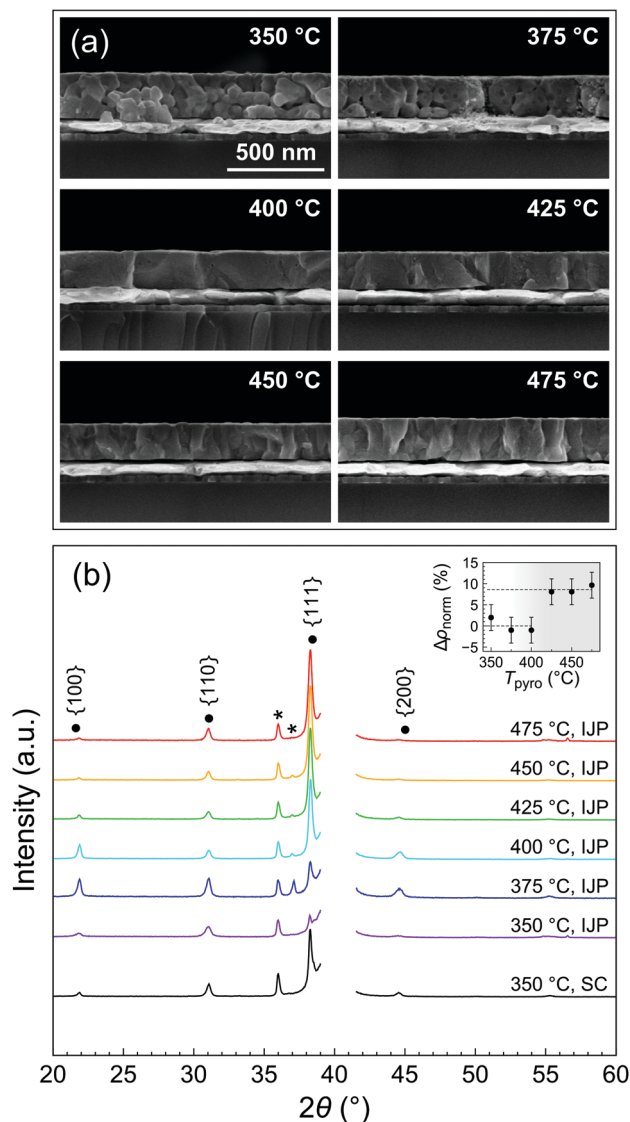 (a)
350 °C
375 °C
500 nm
400 °C
425 °C
450 °C
475 °C
(b)
{100}
{110}
*
*
{111}
{200}
Δρnorm (%)
15
10
5
0
−5
350
400
450
Tpyro (°C)
475 °C, IJP
450 °C, IJP
425 °C, IJP
400 °C, IJP
375 °C, IJP
350 °C, IJP
350 °C, SC
Intensity (a.u.)
20 25 30 35 40 45 50 55 60
2θ (°)